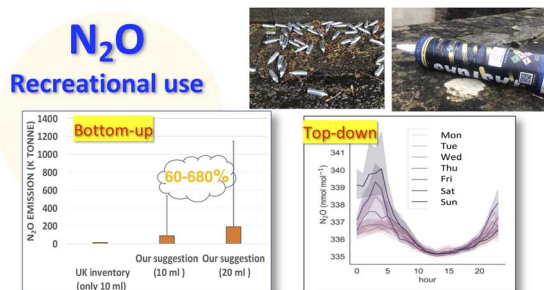 N₂O
Recreational use
Bottom-up
N₂O EMISSION (K TONNE)
1400
1200
1000
800
600
400
200
0
60-680%
UK inventory
(only 10 ml)
Our suggestion
(10 ml )
Our suggestion
(20 ml )
Top-down
N₂O (nmol mol⁻¹)
341
340
339
338
337
336
335
Mon
Tue
Wed
Thu
Fri
Sat
Sun
0
5
10
15
20
hour